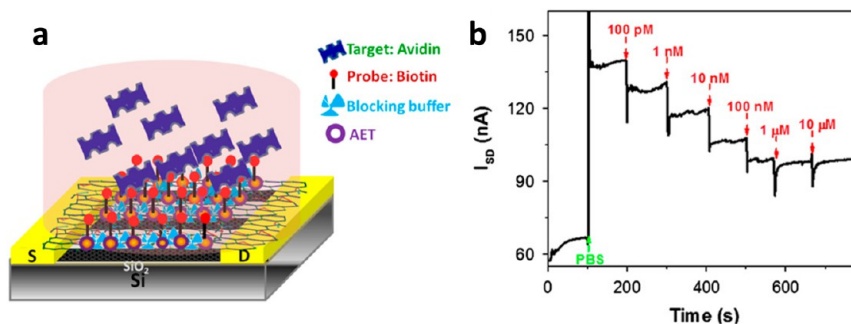 a
Target: Avidin
Probe: Biotin
Blocking buffer
AET
S
D
SiO₂
Si
b
I_SD (nA)
150
120
90
60
100 pM
1 nM
10 nM
100 nM
1 μM
10 μM
PBS
0 200 400 600
Time (s)